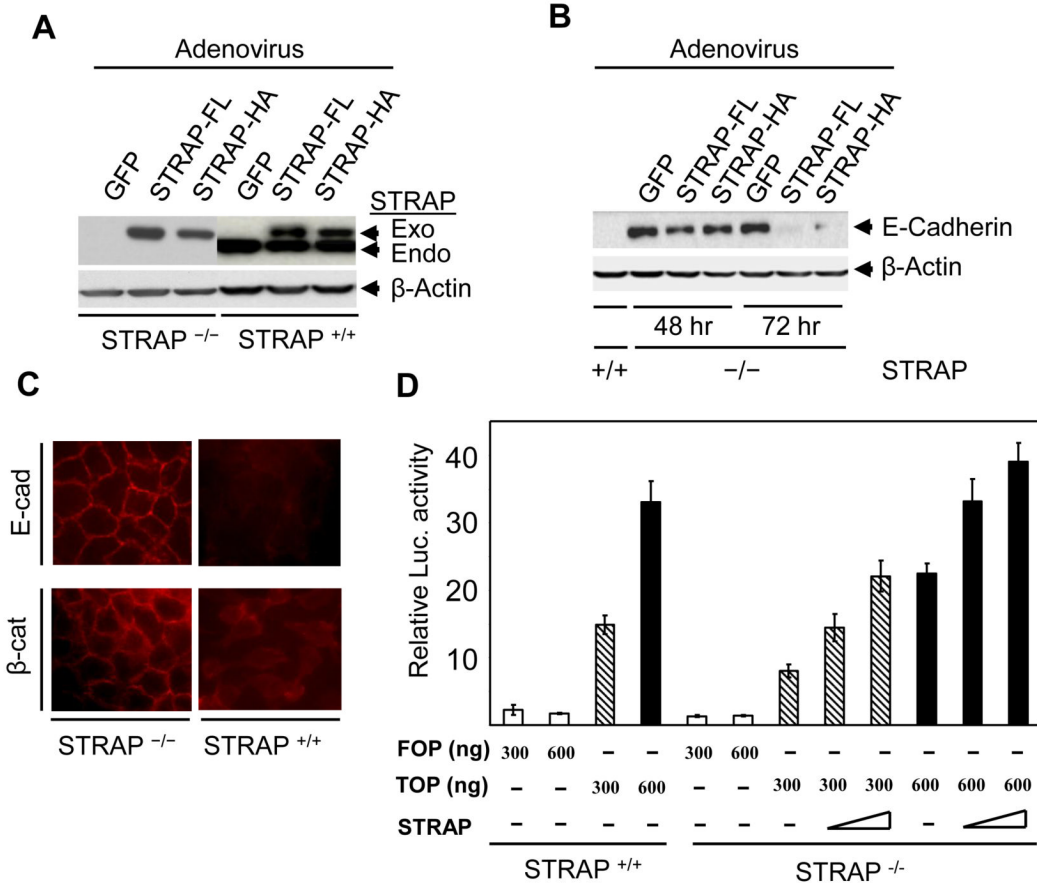 A
Adenovirus
GFP
STRAP-FL
STRAP-HA
GFP
STRAP-FL
STRAP-HA
STRAP
Exo
Endo
β-Actin
STRAP −/− STRAP +/+
B
Adenovirus
GFP
STRAP-FL
STRAP-HA
GFP
STRAP-FL
STRAP-HA
E-Cadherin
β-Actin
48 hr 72 hr
+/+ −/− STRAP
C
E-cad
β-cat
STRAP −/− STRAP +/+
D
Relative Luc. activity
40
30
20
10
FOP (ng) 300 600 – – 300 600 – – – – – –
TOP (ng) – – 300 600 – – 300 300 300 600 600 600
STRAP – – – – – – – –
STRAP +/+ STRAP -/-